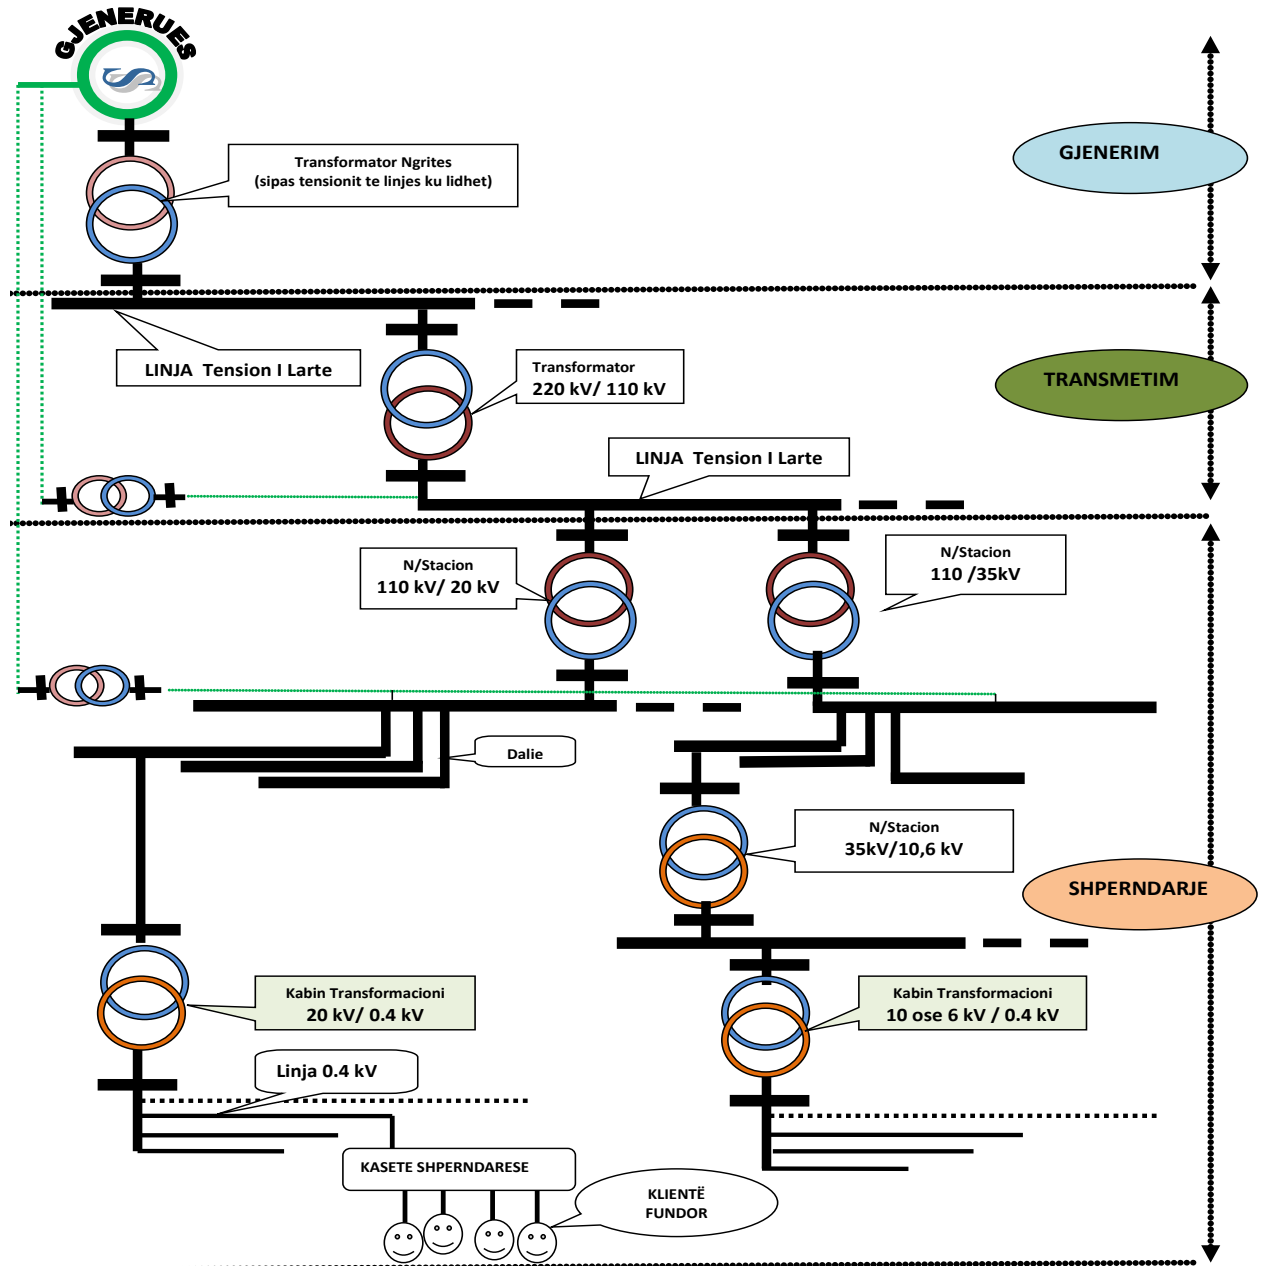 GJENERUES
Transformator Ngrites
(sipas tensionit te linjes ku lidhet)
GJENERIM
LINJA Tension I Larte
Transformator
220 kV/ 110 kV
TRANSMETIM
LINJA Tension I Larte
N/Stacion
110 kV/ 20 kV
N/Stacion
110 /35kV
Dalie
N/Stacion
35kV/10,6 kV
SHPERNDARJE
Kabin Transformacioni
20 kV/ 0.4 kV
Kabin Transformacioni
10 ose 6 kV / 0.4 kV
Linja 0.4 kV
KASETE SHPERNDARESE
KLIENTË
FUNDOR